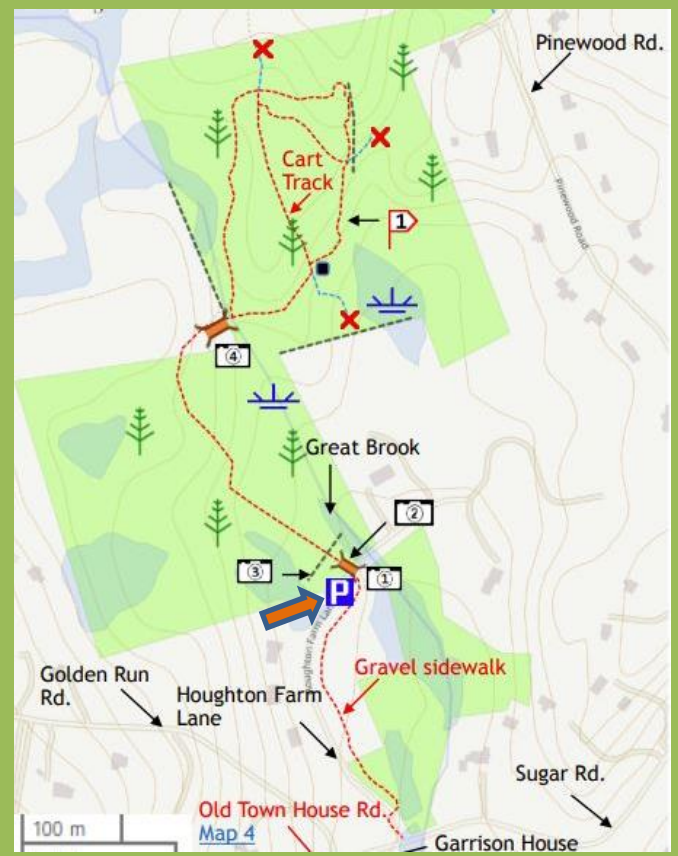 Pinewood Rd.
Cart
Track
1
Pinewood Road
④
Great Brook
②
③
①
P
Houghton Farm Lane
Gravel sidewalk
Golden Run
Rd.
Houghton Farm
Lane
Sugar Rd.
Old Town House Rd.
100 m
Map 4
Garrison House